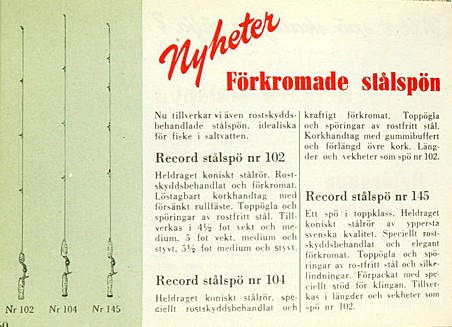 Nyheter
Förkromade stålspön
Nu tillverkar vi även rostskydds-
behandlade stålspön, idealiska
för fiske i saltvatten.
Record stålspö nr 102
Heldraget koniskt stålrör. Rost-
skyddsbehandlat och förkromat.
Löstagbart korkhandtag med
försänkt rullfäste. Toppögla och
spöringar av rostfritt stål. Till-
verkas i 4½ fot vekt och me-
dium, 5 fot vekt, medium och
styvt, 5½ fot medium och styvt.
Record stålspö nr 104
Heldraget koniskt stålrör, spe-
ciellt rostskyddsbehandlat och
kraftigt förkromat. Toppögla
och spöringar av rostfritt stål.
Korkhandtag med gummibuffert
och förlängd övre kork. Läng-
der och vekheter som spö nr 102.
Record stålspö nr 145
Ett spö i toppklass. Heldraget
koniskt stålrör av yppersta
svenska kvalitet. Speciellt rost-
skyddsbehandlat och elegant
förkromat. Toppögla och spö-
ringar av rostfritt stål och silke-
lindningar. Förpackat med spe-
ciellt stöd för klingan. Tillver-
kas i längder och vekheter som
spö nr 102.
Nr 102 Nr 104 Nr 145